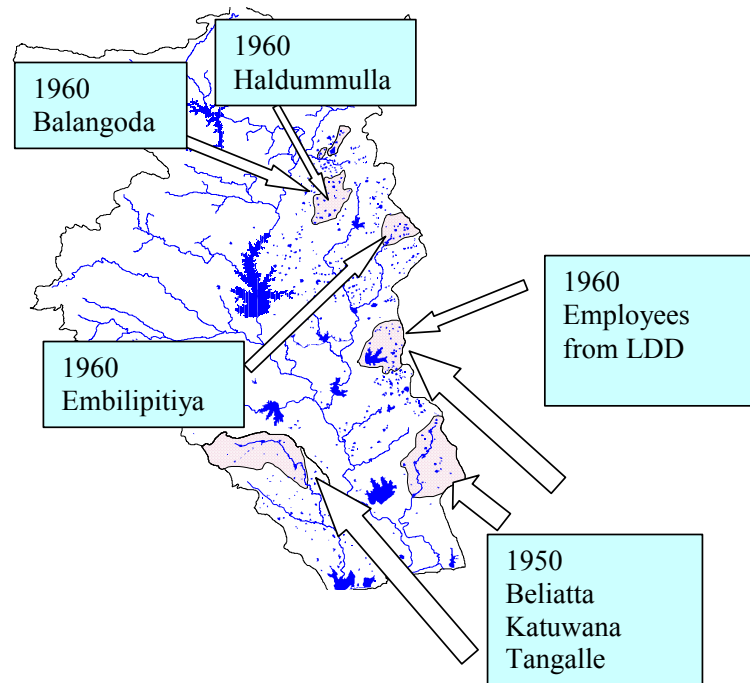 1960
Haldummulla
1960
Balangoda
1960
Employees
from LDD
1960
Embilipitiya
1950
Beliatta
Katuwana
Tangalle